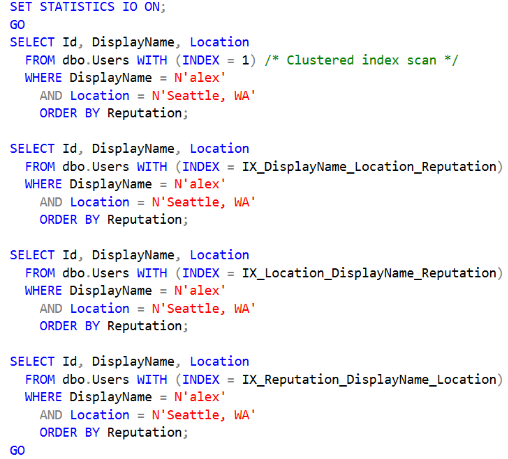 SET STATISTICS IO ON;
GO
SELECT Id, DisplayName, Location
  FROM dbo.Users WITH (INDEX = 1) /* Clustered index scan */
  WHERE DisplayName = N'alex'
    AND Location = N'Seattle, WA'
    ORDER BY Reputation;

SELECT Id, DisplayName, Location
  FROM dbo.Users WITH (INDEX = IX_DisplayName_Location_Reputation)
  WHERE DisplayName = N'alex'
    AND Location = N'Seattle, WA'
    ORDER BY Reputation;

SELECT Id, DisplayName, Location
  FROM dbo.Users WITH (INDEX = IX_Location_DisplayName_Reputation)
  WHERE DisplayName = N'alex'
    AND Location = N'Seattle, WA'
    ORDER BY Reputation;

SELECT Id, DisplayName, Location
  FROM dbo.Users WITH (INDEX = IX_Reputation_DisplayName_Location)
  WHERE DisplayName = N'alex'
    AND Location = N'Seattle, WA'
    ORDER BY Reputation;
GO